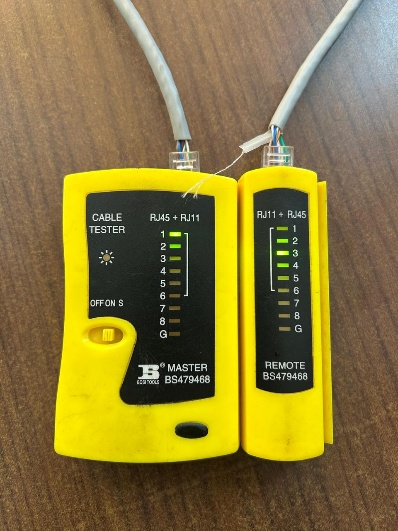 CABLE
TESTER
RJ45 + RJ11
1
2
3
4
5
6
7
8
G
OFF ON S
B®
BOSITOOLS
MASTER
BS479468
RJ11 + RJ45
1
2
3
4
5
6
7
8
G
REMOTE
BS479468